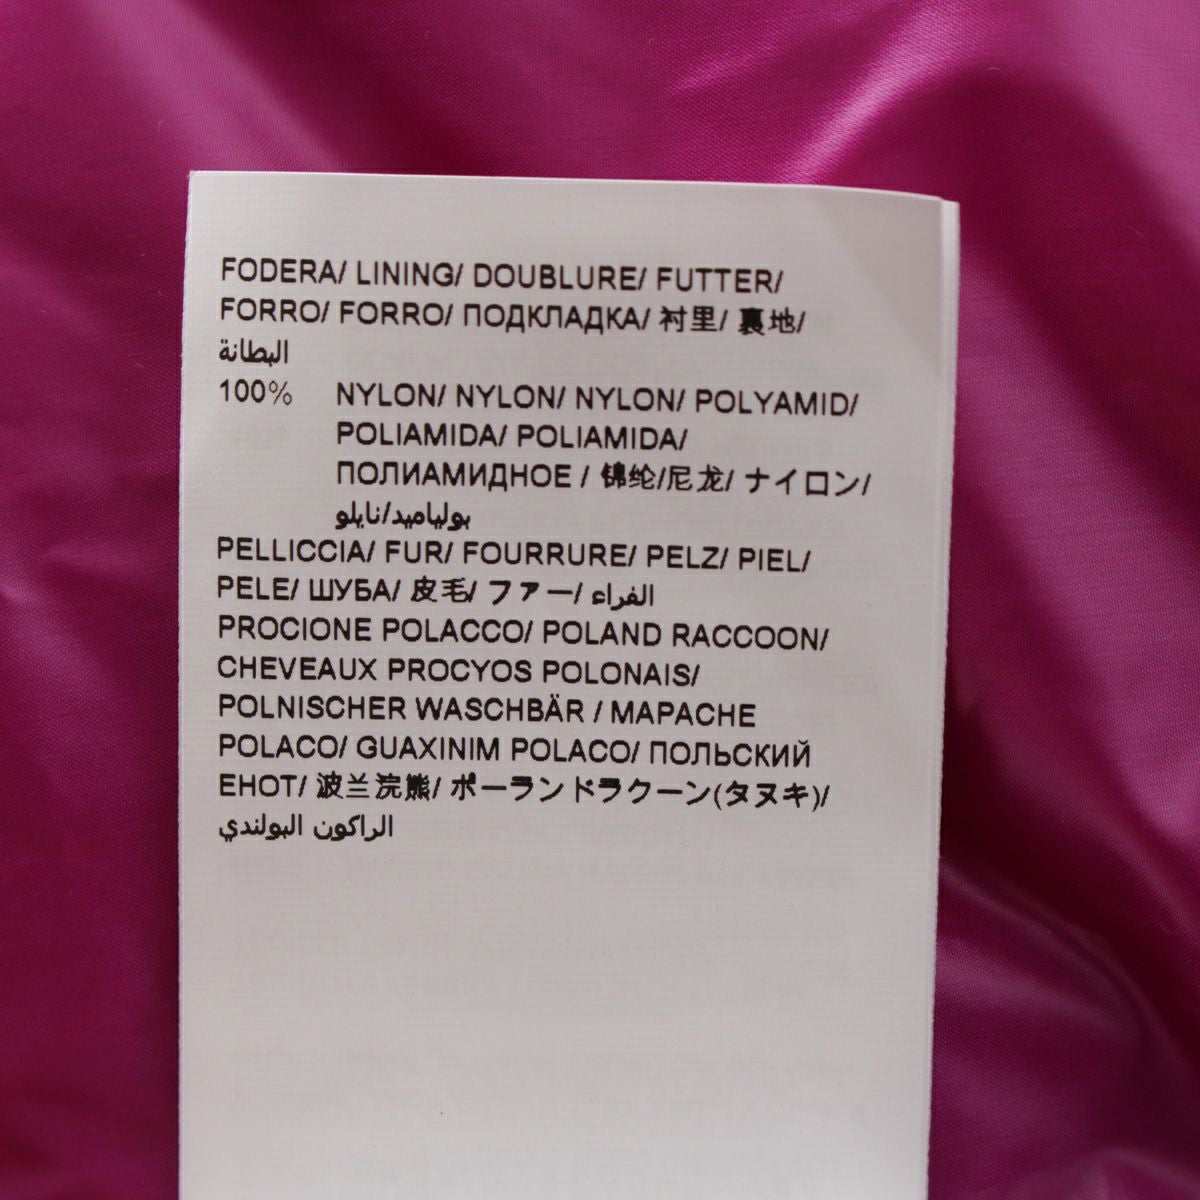 FODERA/ LINING/ DOUBLURE/ FUTTER/
FORRO/ FORRO/ ПОДКЛАДКА/ 衬里/ 裏地/
البطانة
100% NYLON/ NYLON/ NYLON/ POLYAMID/
POLIAMIDA/ POLIAMIDA/
ПОЛИАМИДНОЕ / 锦纶/尼龙/ ナイロン/
بولياميد/نايلو
PELLICCIA/ FUR/ FOURRURE/ PELZ/ PIEL/
PELE/ ШУБА/ 皮毛/ ファー/ الفراء
PROCIONE POLACCO/ POLAND RACCOON/
CHEVEAUX PROCYOS POLONAIS/
POLNISCHER WASCHBÄR / MAPACHE
POLACO/ GUAXINIM POLACO/ ПОЛЬСКИЙ
ЕНОТ/ 波兰浣熊/ ポーランドラクーン(タヌキ)/
الراكون البولندي